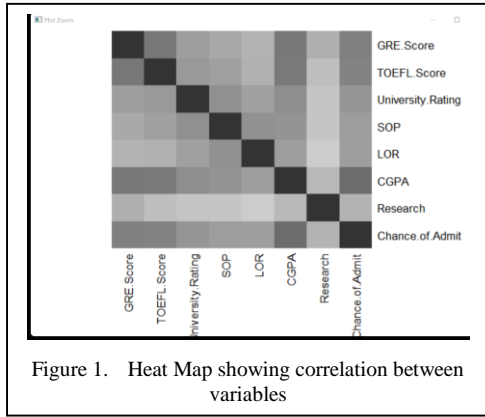 Plot Zoom
GRE.Score
TOEFL.Score
University.Rating
SOP
LOR
CGPA
Research
Chance.of.Admit
GRE.Score
TOEFL.Score
niversity.Rating
SOP
LOR
CGPA
Research
Chance.of.Admit
Figure 1. Heat Map showing correlation between
variables